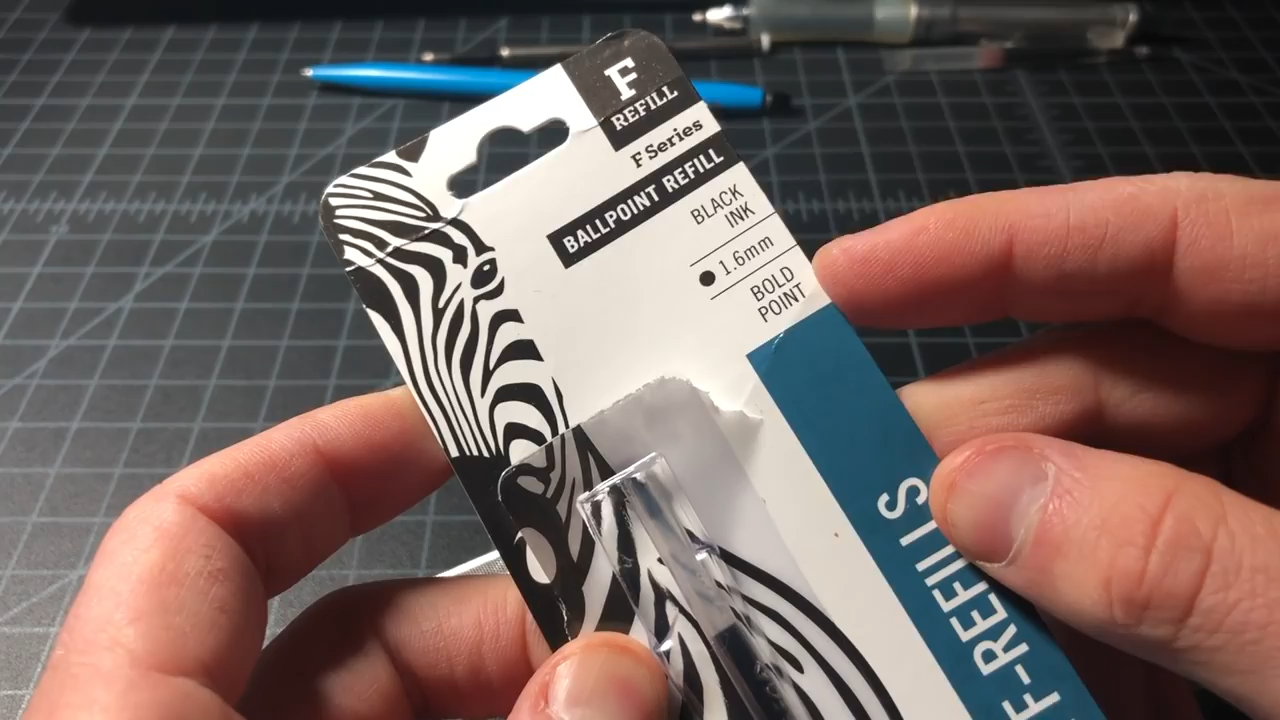 F
REFILL
F Series
BALLPOINT REFILL
BLACK
INK
1.6mm
BOLD
POINT
F-REFILLS